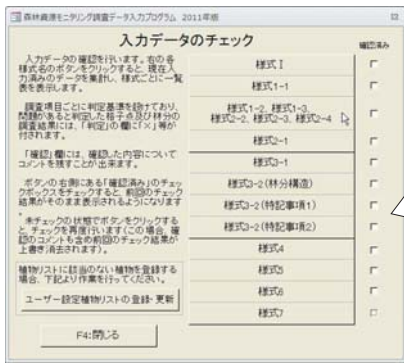 森林資源モニタリング調査データ入力プログラム 2011年版
入力データのチェック
確認済み
入力データの確認を行います。右の各
様式名のボタンをクリックすると、現在入
力済みのデータを集計し、様式ごとに一覧
表を表示します。
調査項目ごとに判定基準を設けており、
問題があると判定した格子点及び林分の
調査結果には、「判定」の欄に「×」等が
付されます。
「確認」欄には、確認した内容について
コメントを残すことが出来ます。
ボタンの右側にある「確認済み」のチェッ
クボックスをチェックすると、前回のチェック
結果がそのまま表示されるようになります
。
未チェックの状態でボタンをクリックする
と、チェックを再度行います(この場合、確
認のコメントも含め前回のチェック結果が
上書き消去されます)。
植物リストに該当のない植物を登録する
場合、下記より作業を行ってください。
ユーザー設定植物リストの登録・更新
F4:閉じる
様式Ⅰ
様式1-1
様式1-2、様式1-3、
様式2-2、様式2-3、様式2-4
様式2-1
様式3-1
様式3-2(林分構造)
様式3-2(特記事項1)
様式3-2(特記事項2)
様式4
様式5
様式6
様式7